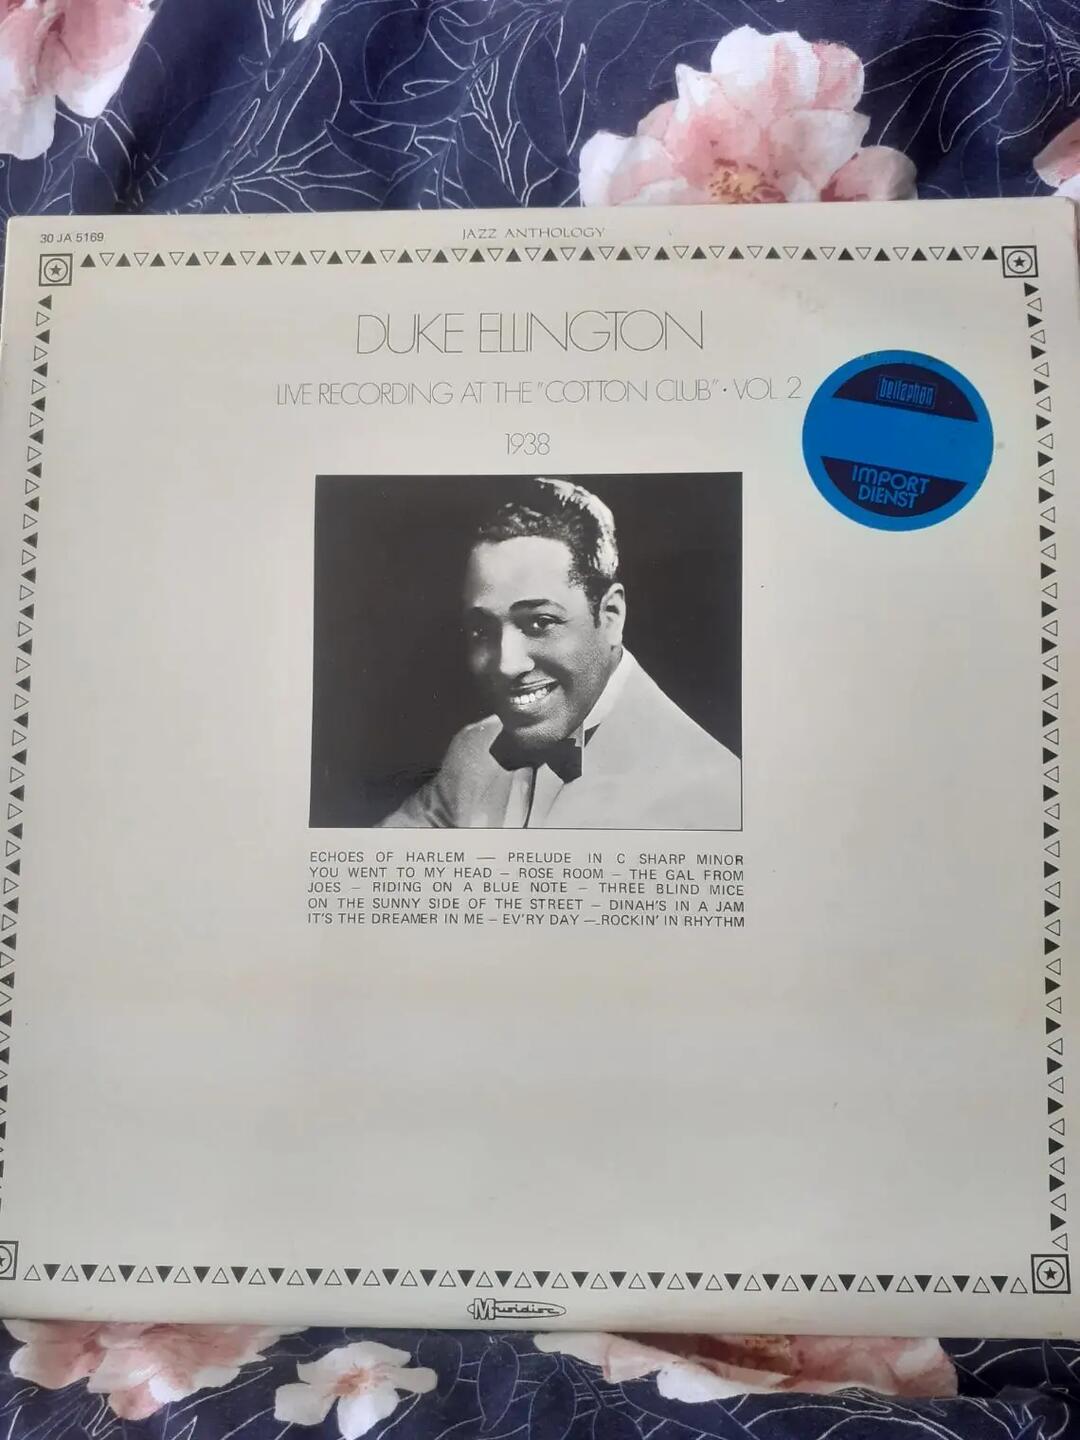 30 JA 5169
JAZZ ANTHOLOGY
DUKE ELLINGTON
LIVE RECORDING AT THE "COTTON CLUB" · VOL 2
1938
bellaphon
IMPORT
DIENST
ECHOES OF HARLEM — PRELUDE IN C SHARP MINOR
YOU WENT TO MY HEAD – ROSE ROOM – THE GAL FROM
JOES – RIDING ON A BLUE NOTE – THREE BLIND MICE
ON THE SUNNY SIDE OF THE STREET – DINAH'S IN A JAM
IT'S THE DREAMER IN ME – EV'RY DAY — ROCKIN' IN RHYTHM
Musidisc